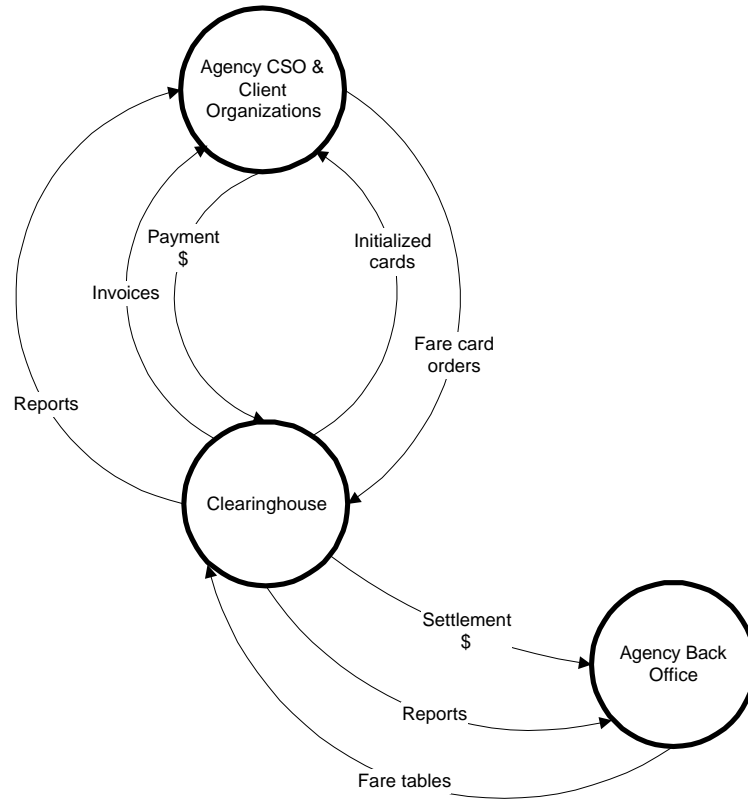 Agency CSO &
Client
Organizations
Payment
$
Initialized
cards
Invoices
Fare card
orders
Reports
Clearinghouse
Settlement
$
Agency Back
Office
Reports
Fare tables